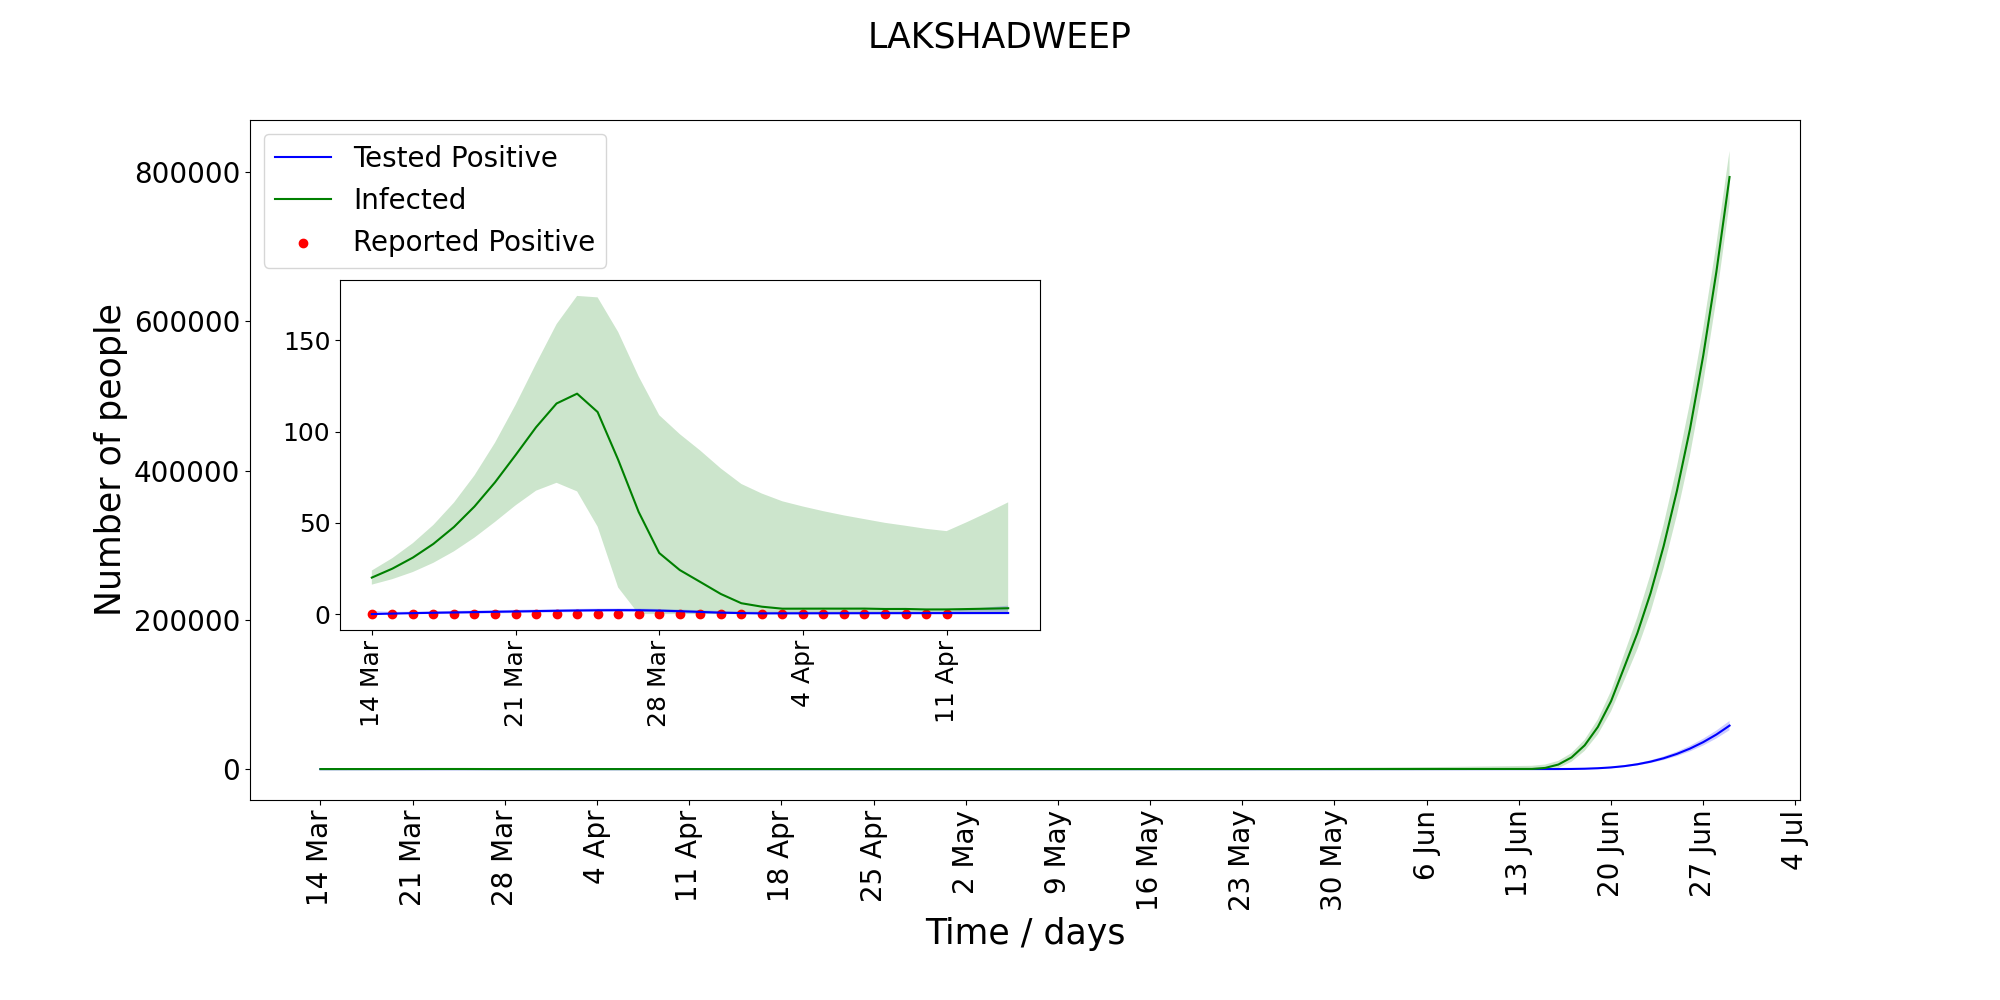 LAKSHADWEEP
Tested Positive
Infected
Reported Positive
Number of people
800000
600000
400000
200000
0
150
100
50
0
14 Mar
21 Mar
28 Mar
4 Apr
11 Apr
14 Mar
21 Mar
28 Mar
4 Apr
11 Apr
18 Apr
25 Apr
2 May
9 May
16 May
23 May
30 May
6 Jun
13 Jun
20 Jun
27 Jun
4 Jul
Time / days